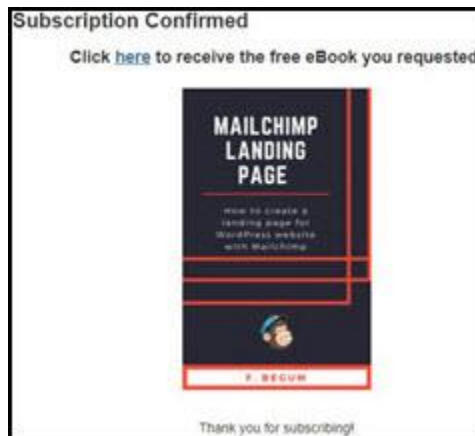 Subscription Confirmed
Click here to receive the free eBook you requested
MAILCHIMP
LANDING
PAGE
How to create a
landing page for
WordPress website
with Mailchimp
F. BEGUM
Thank you for subscribing!